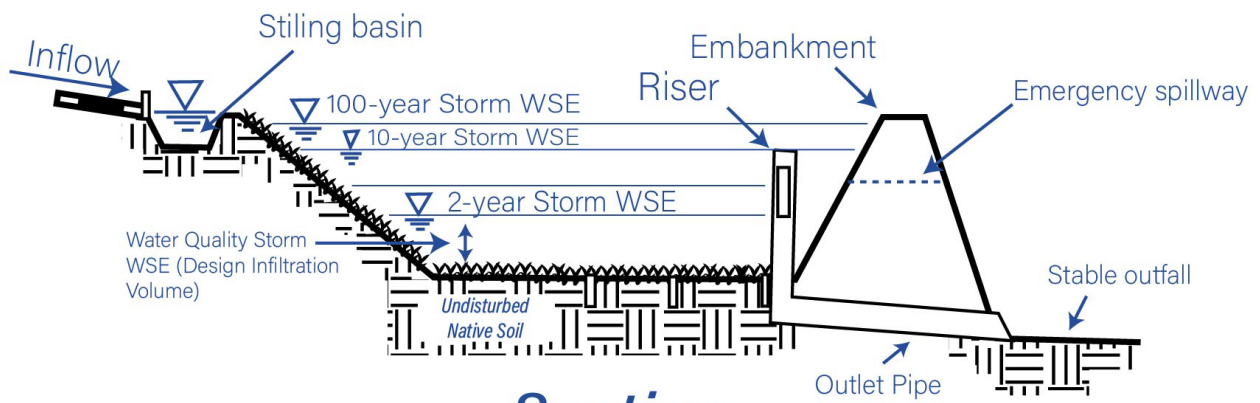 Stiling basin
Inflow
Embankment
Riser
Emergency spillway
100-year Storm WSE
10-year Storm WSE
2-year Storm WSE
Water Quality Storm
WSE (Design Infiltration
Volume)
Undisturbed
Native Soil
Stable outfall
Outlet Pipe